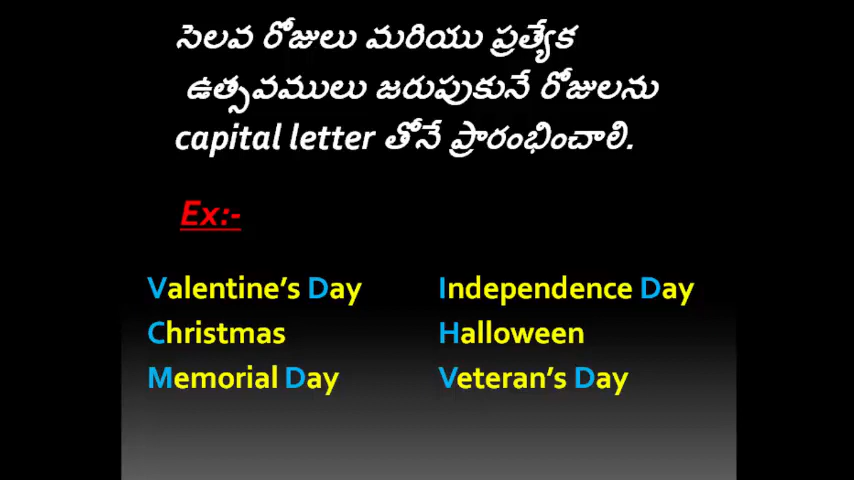 సెలవ రోజులు మరియు ప్రత్యేక
ఉత్సవములు జరుపుకునే రోజులను
capital letter తోనే ప్రారంభించాలి.
Ex:-
Valentine’s Day Independence Day
Christmas Halloween
Memorial Day Veteran’s Day